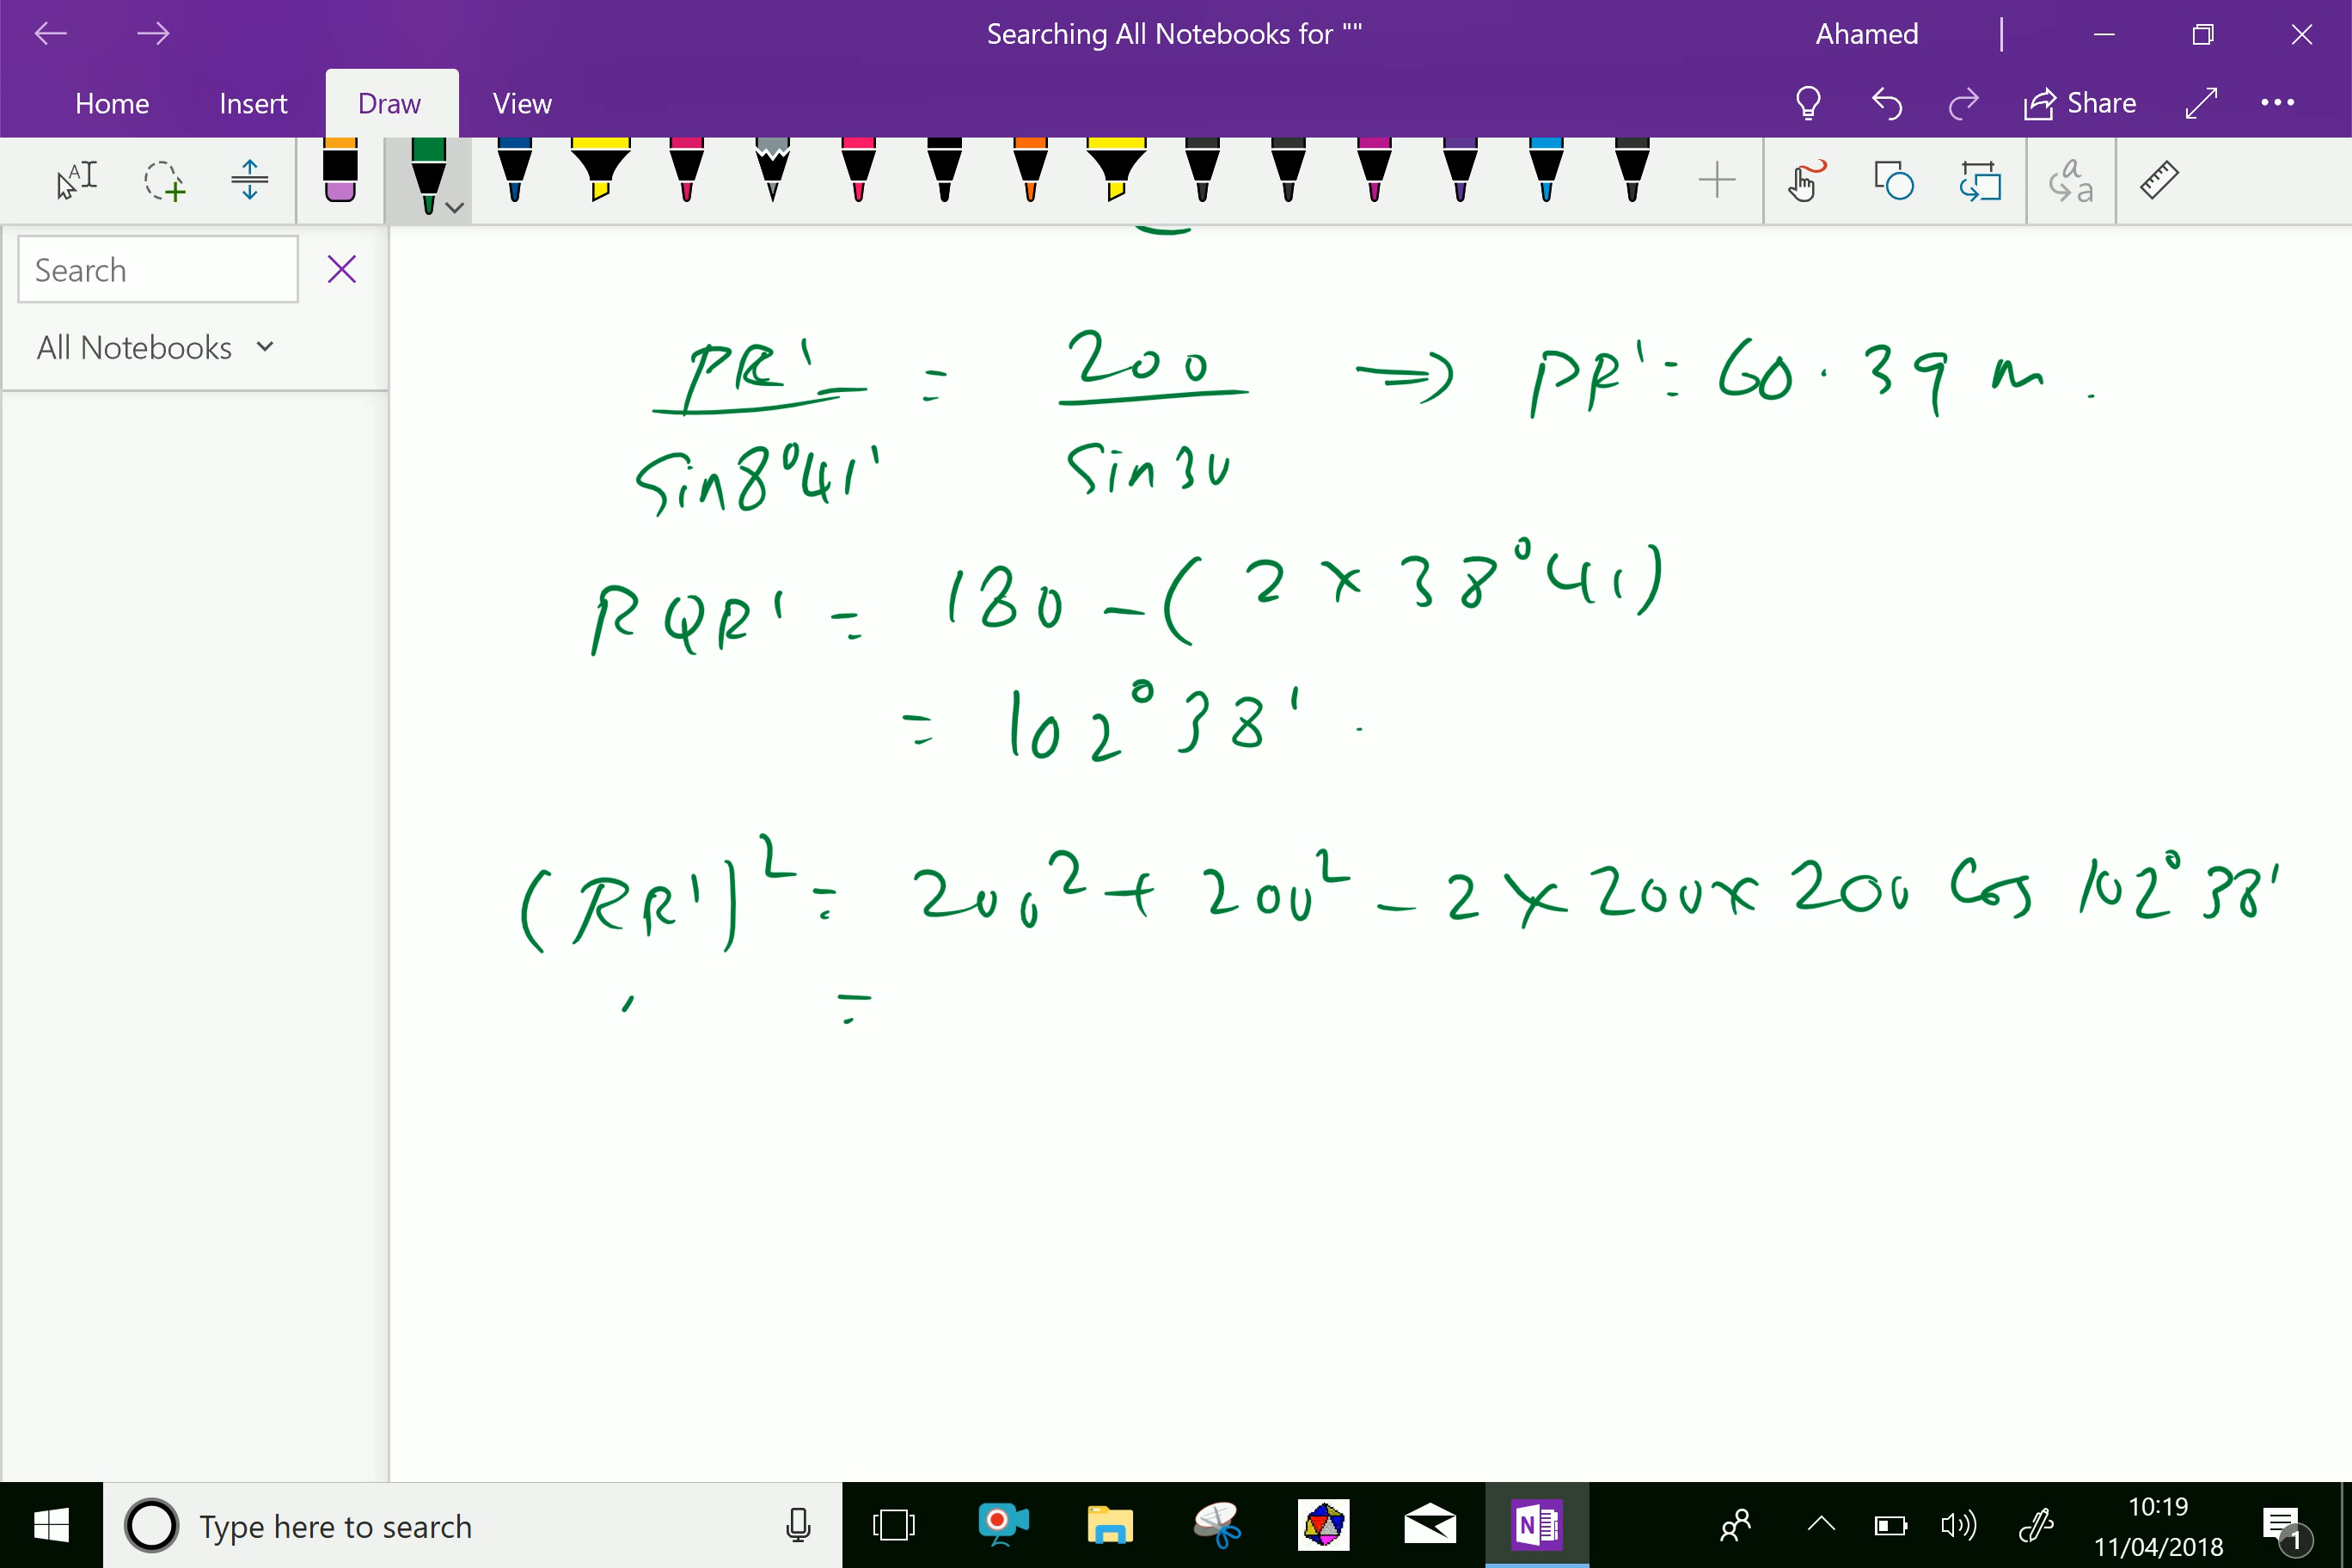 Searching All Notebooks for ""
Ahamed
Home Insert Draw View
Share
Search
All Notebooks
PR' = 200 ⇒ PR' = 60.39 m.
Sin8°41' Sin30
RQR' = 180 - ( 2 × 38°41)
= 102°38'.
(RR')² = 200² + 200² - 2 × 200 × 200 Cos 102°38'
=
Type here to search
10:19
11/04/2018
1